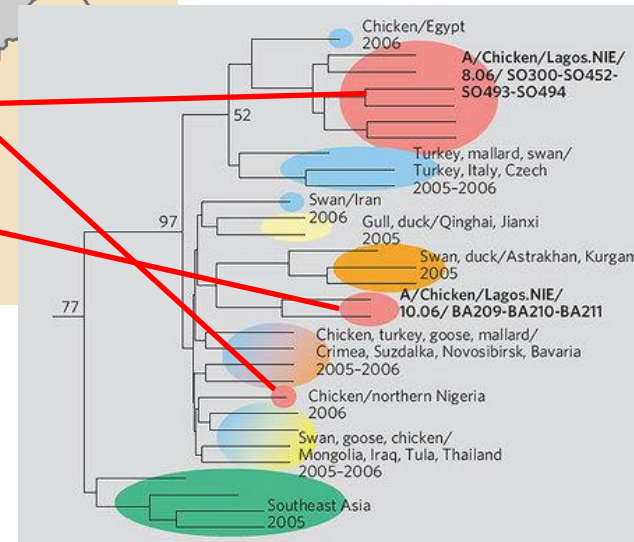 Chicken/Egypt
2006
A/Chicken/Lagos.NIE/
8.06/ SO300-SO452-
SO493-SO494
52
Turkey, mallard, swan/
Turkey, Italy, Czech
2005–2006
Swan/Iran
2006
97
Gull, duck/Qinghai, Jianxi
2005
Swan, duck/Astrakhan, Kurgan
2005
A/Chicken/Lagos.NIE/
10.06/ BA209-BA210-BA211
77
Chicken, turkey, goose, mallard/
Crimea, Suzdalka, Novosibirsk, Bavaria
2005–2006
Chicken/northern Nigeria
2006
Swan, goose, chicken/
Mongolia, Iraq, Tula, Thailand
2005–2006
Southeast Asia
2005